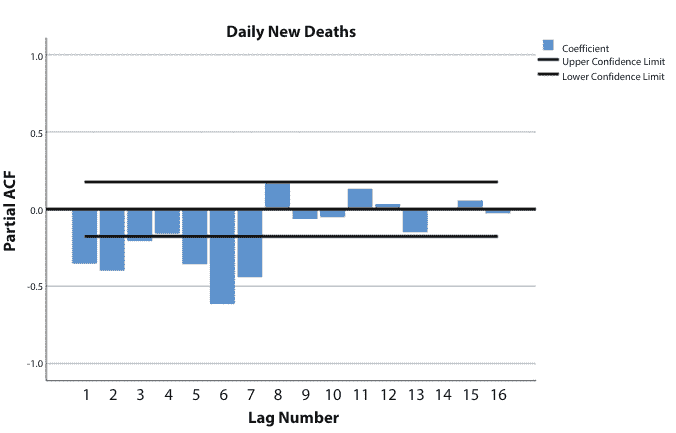 Daily New Deaths
Coefficient
Upper Confidence Limit
Lower Confidence Limit
Partial ACF
1.0
0.5
0.0
-0.5
-1.0
1 2 3 4 5 6 7 8 9 10 11 12 13 14 15 16
Lag Number